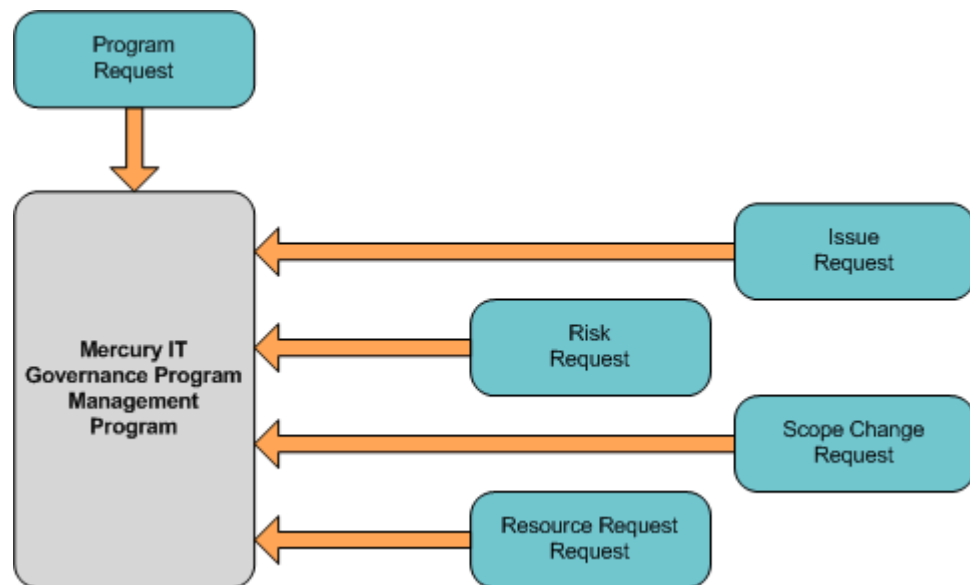 Program
Request
Issue
Request
Risk
Request
Mercury IT
Governance Program
Management
Program
Scope Change
Request
Resource Request
Request